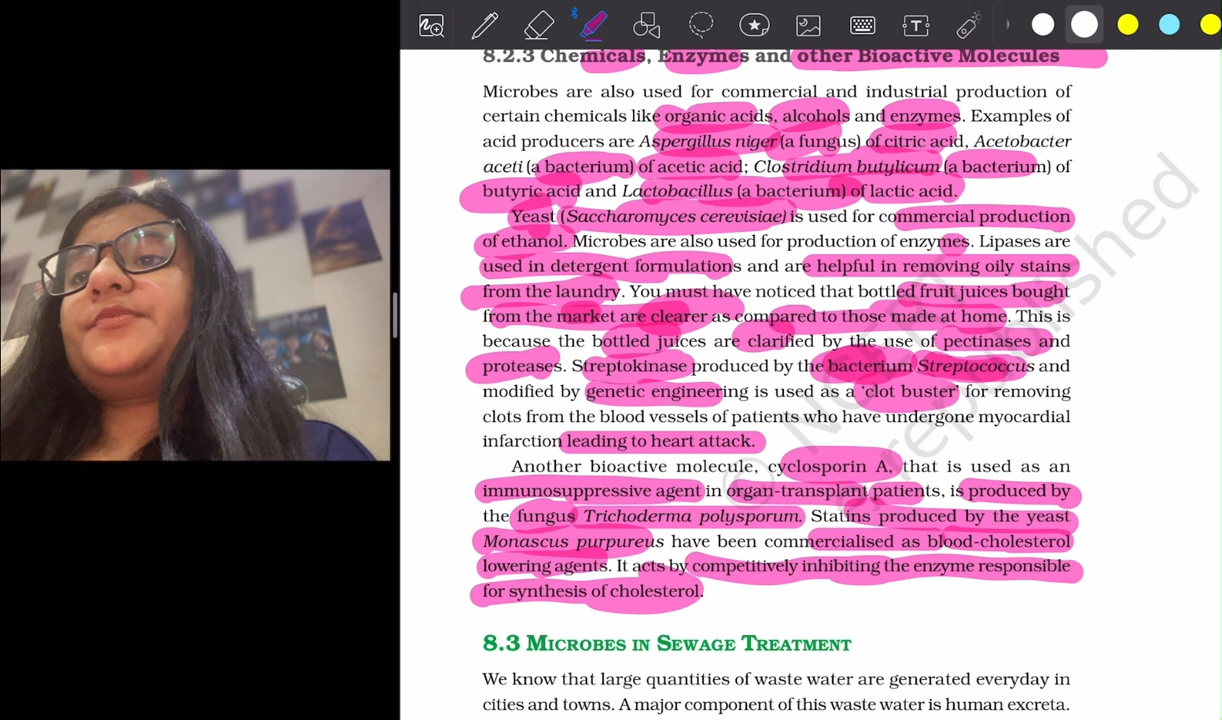 8.2.3 Chemicals, Enzymes and other Bioactive Molecules
Microbes are also used for commercial and industrial production of
certain chemicals like organic acids, alcohols and enzymes. Examples of
acid producers are Aspergillus niger (a fungus) of citric acid, Acetobacter
aceti (a bacterium) of acetic acid; Clostridium butylicum (a bacterium) of
butyric acid and Lactobacillus (a bacterium) of lactic acid.
Yeast (Saccharomyces cerevisiae) is used for commercial production
of ethanol. Microbes are also used for production of enzymes. Lipases are
used in detergent formulations and are helpful in removing oily stains
from the laundry. You must have noticed that bottled fruit juices bought
from the market are clearer as compared to those made at home. This is
because the bottled juices are clarified by the use of pectinases and
proteases. Streptokinase produced by the bacterium Streptococcus and
modified by genetic engineering is used as a ‘clot buster’ for removing
clots from the blood vessels of patients who have undergone myocardial
infarction leading to heart attack.
Another bioactive molecule, cyclosporin A, that is used as an
immunosuppressive agent in organ-transplant patients, is produced by
the fungus Trichoderma polysporum. Statins produced by the yeast
Monascus purpureus have been commercialised as blood-cholesterol
lowering agents. It acts by competitively inhibiting the enzyme responsible
for synthesis of cholesterol.
8.3 MICROBES IN SEWAGE TREATMENT
We know that large quantities of waste water are generated everyday in
cities and towns. A major component of this waste water is human excreta.